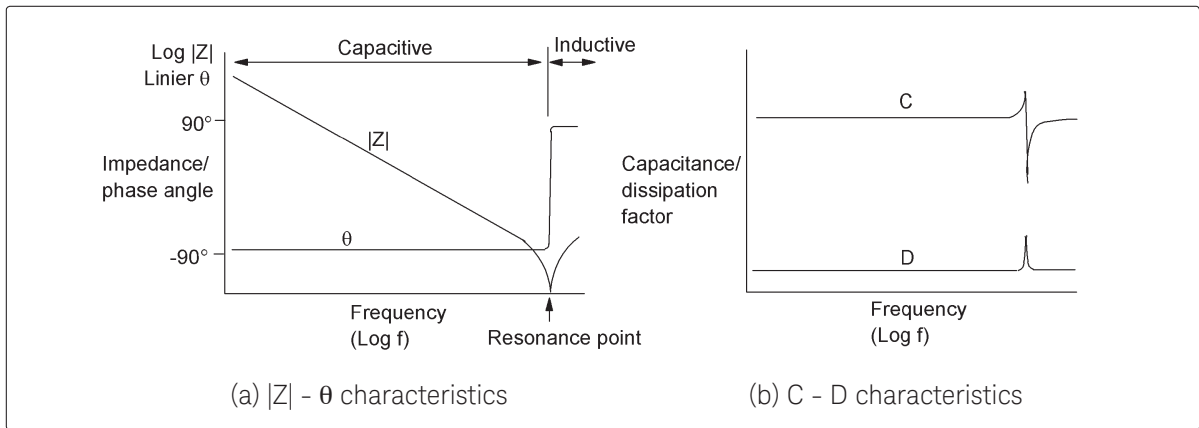 Log |Z|
Linier θ
Capacitive
Inductive
90°
|Z|
Impedance/
phase angle
θ
-90°
Frequency
(Log f)
Resonance point
(a) |Z| - θ characteristics
C
Capacitance/
dissipation
factor
D
Frequency
(Log f)
(b) C - D characteristics